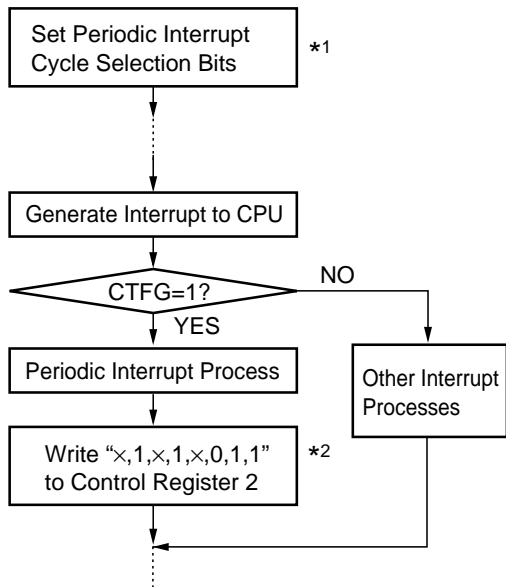 Set Periodic Interrupt
Cycle Selection Bits
*1
Generate Interrupt to CPU
CTFG=1?
NO
YES
Periodic Interrupt Process
Other Interrupt
Processes
Write “×,1,×,1,×,0,1,1”
to Control Register 2
*2